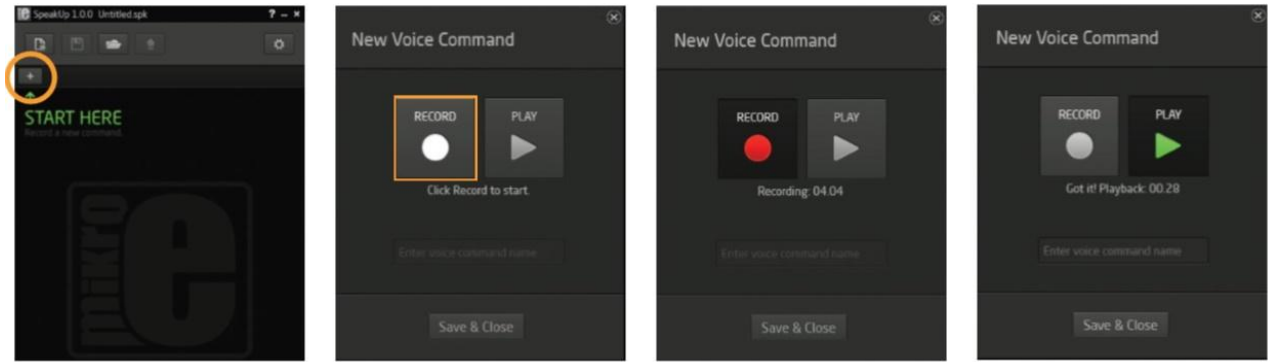 SpeakUp 1.0.0 Untitled.spk ? – ×
+
START HERE
Record a new command.
mikro
e
New Voice Command
RECORD PLAY
Click Record to start.
Enter voice command name
Save & Close
New Voice Command
RECORD PLAY
Recording: 04.04
Enter voice command name
Save & Close
New Voice Command
RECORD PLAY
Got it! Playback: 00.28
Enter voice command name
Save & Close